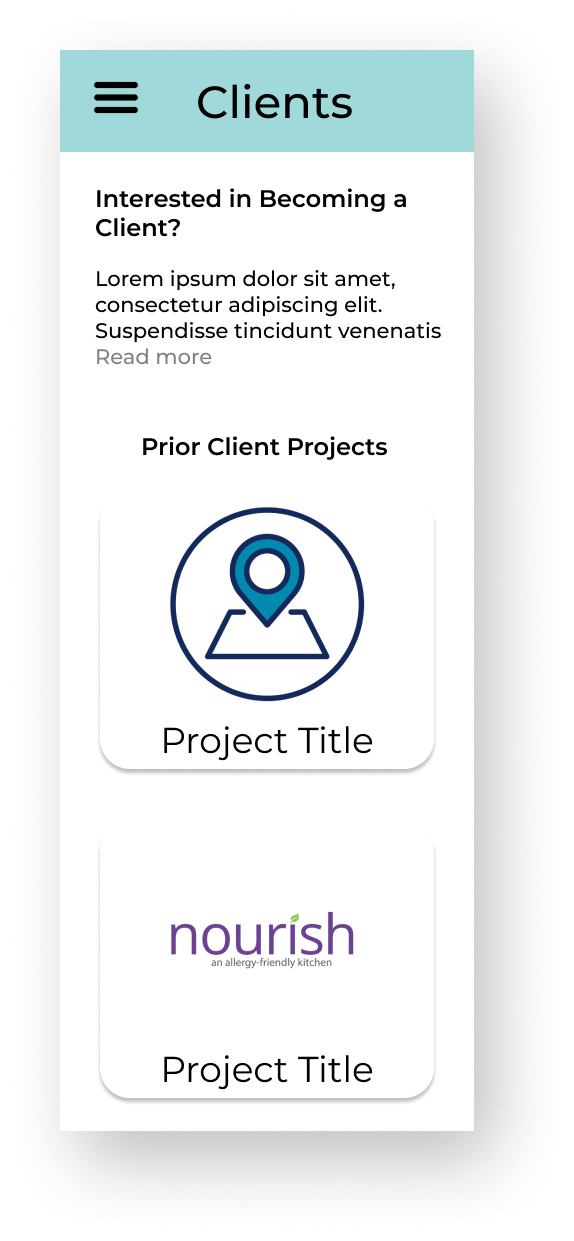 Clients
Interested in Becoming a
Client?
Lorem ipsum dolor sit amet,
consectetur adipiscing elit.
Suspendisse tincidunt venenatis
Read more
Prior Client Projects
Project Title
nourish
an allergy-friendly kitchen
Project Title